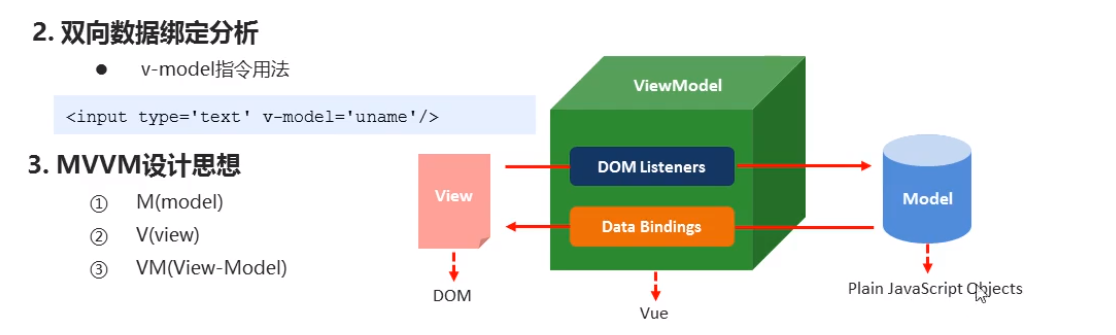 2. 双向数据绑定分析
● v-model指令用法
<input type='text' v-model='uname'/>
3. MVVM设计思想
① M(model)
② V(view)
③ VM(View-Model)
ViewModel
DOM Listeners
View
Model
Data Bindings
DOM
Vue
Plain JavaScript Objects